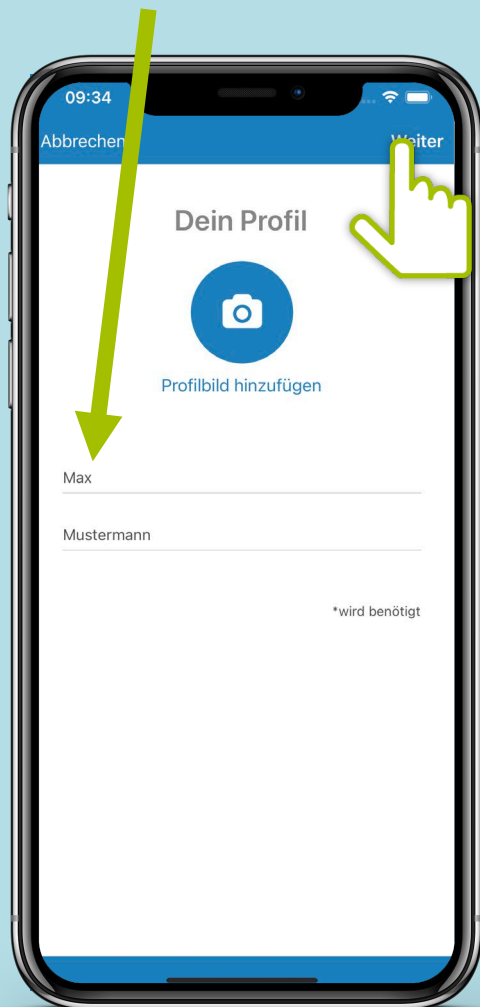 09:34
Abbrechen
Weiter
Dein Profil
Profilbild hinzufügen
Max
Mustermann
*wird benötigt